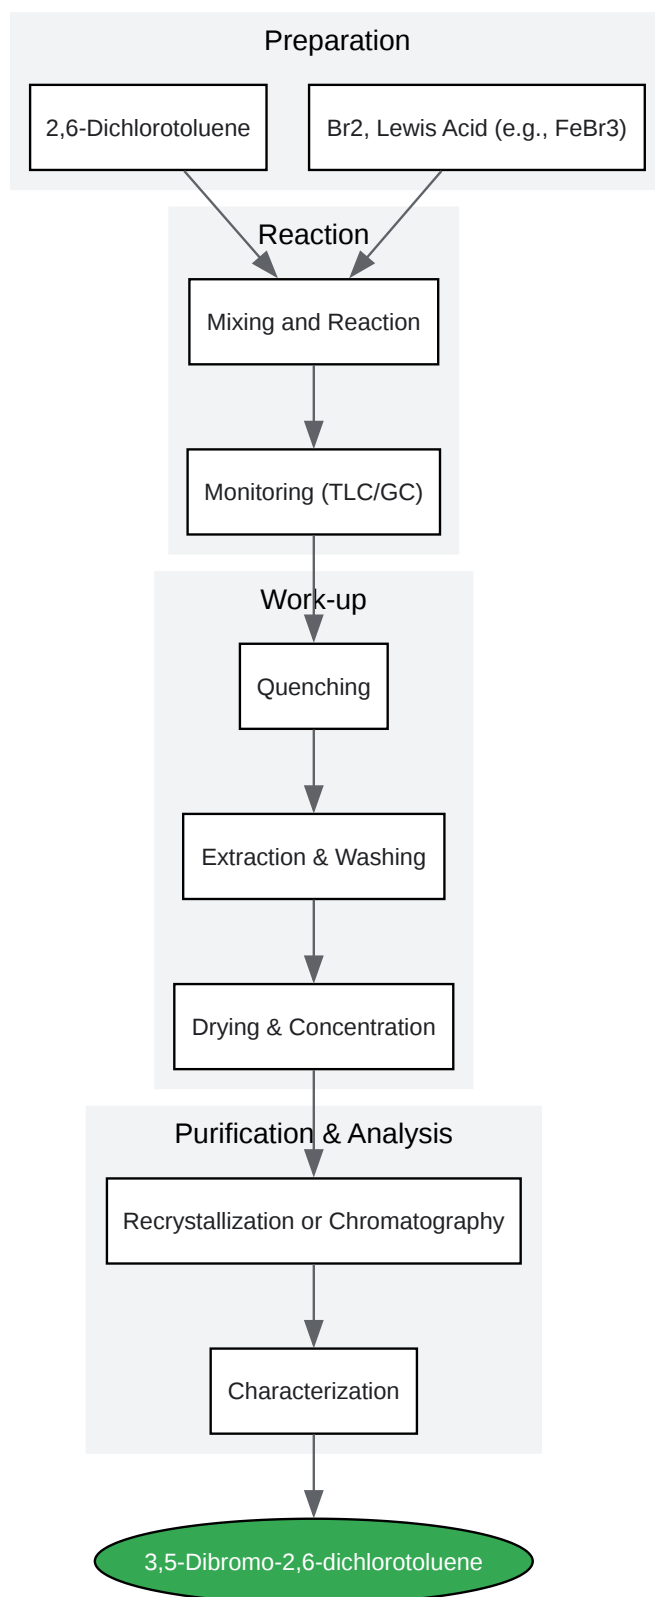 Preparation
2,6-Dichlorotoluene
Br2, Lewis Acid (e.g., FeBr3)
Reaction
Mixing and Reaction
Monitoring (TLC/GC)
Work-up
Quenching
Extraction & Washing
Drying & Concentration
Purification & Analysis
Recrystallization or Chromatography
Characterization
3,5-Dibromo-2,6-dichlorotoluene